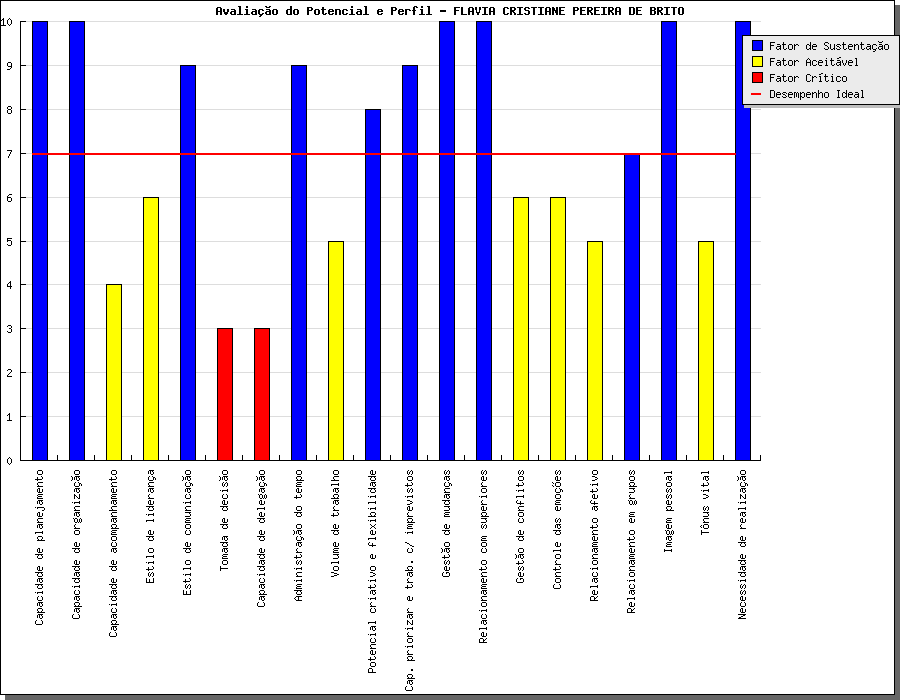 Avaliação do Potencial e Perfil - FLAVIA CRISTIANE PEREIRA DE BRITO
Fator de Sustentação
Fator Aceitável
Fator Crítico
Desempenho Ideal
10
9
8
7
6
5
4
3
2
1
0
Capacidade de planejamento
Capacidade de organização
Capacidade de acompanhamento
Estilo de liderança
Estilo de comunicação
Tomada de decisão
Capacidade de delegação
Administração do tempo
Volume de trabalho
Potencial criativo e flexibilidade
Cap. priorizar e trab. c/ imprevistos
Gestão de mudanças
Relacionamento com superiores
Gestão de conflitos
Controle das emoções
Relacionamento afetivo
Relacionamento em grupos
Imagem pessoal
Tônus vital
Necessidade de realização